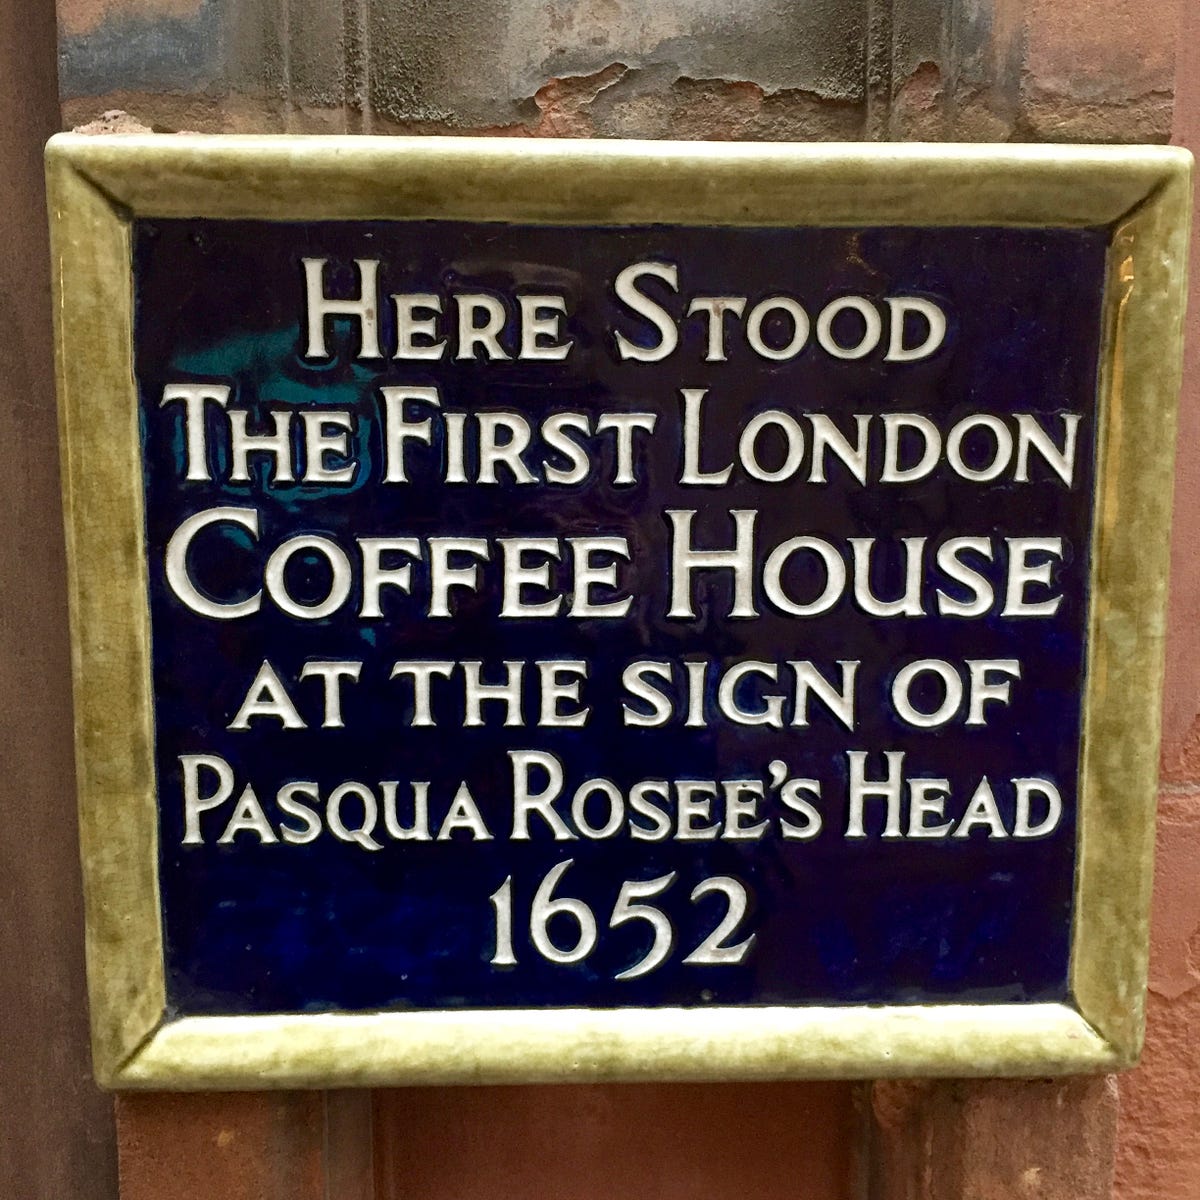 Here Stood
The First London
Coffee House
at the sign of
Pasqua Rosee's Head
1652